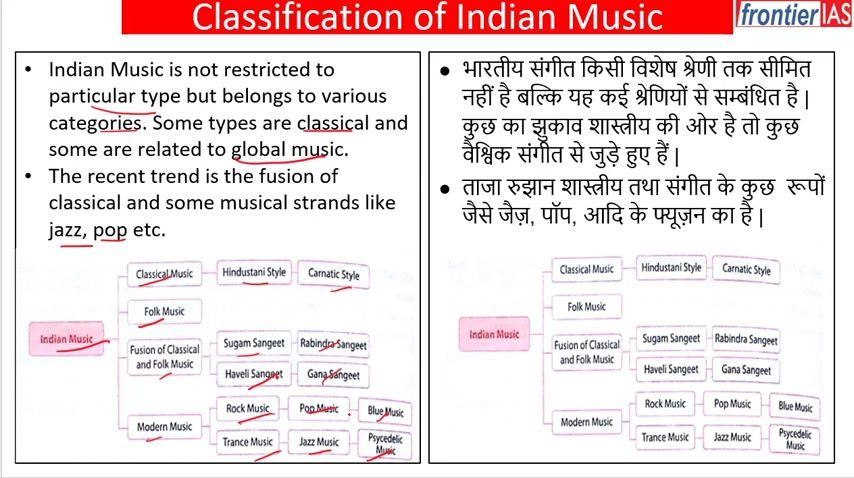 Classification of Indian Music
frontierIAS
• Indian Music is not restricted to
particular type but belongs to various
categories. Some types are classical and
some are related to global music.
• The recent trend is the fusion of
classical and some musical strands like
jazz, pop etc.
Classical Music Hindustani Style Carnatic Style
Folk Music
Indian Music
Fusion of Classical
and Folk Music
Sugam Sangeet Rabindra Sangeet
Haveli Sangeet Gana Sangeet
Modern Music
Rock Music Pop Music Blue Music
Trance Music Jazz Music Psycedelic
Music
• भारतीय संगीत किसी विशेष श्रेणी तक सीमित
नहीं है बल्कि यह कई श्रेणियों से सम्बंधित है |
कुछ का झुकाव शास्त्रीय की ओर है तो कुछ
वैश्विक संगीत से जुड़े हुए हैं |
• ताजा रुझान शास्त्रीय तथा संगीत के कुछ रूपों
जैसे जैज़, पॉप, आदि के फ्यूज़न का है |
Classical Music Hindustani Style Carnatic Style
Folk Music
Indian Music
Fusion of Classical
and Folk Music
Sugam Sangeet Rabindra Sangeet
Haveli Sangeet Gana Sangeet
Modern Music
Rock Music Pop Music Blue Music
Trance Music Jazz Music Psycedelic
Music